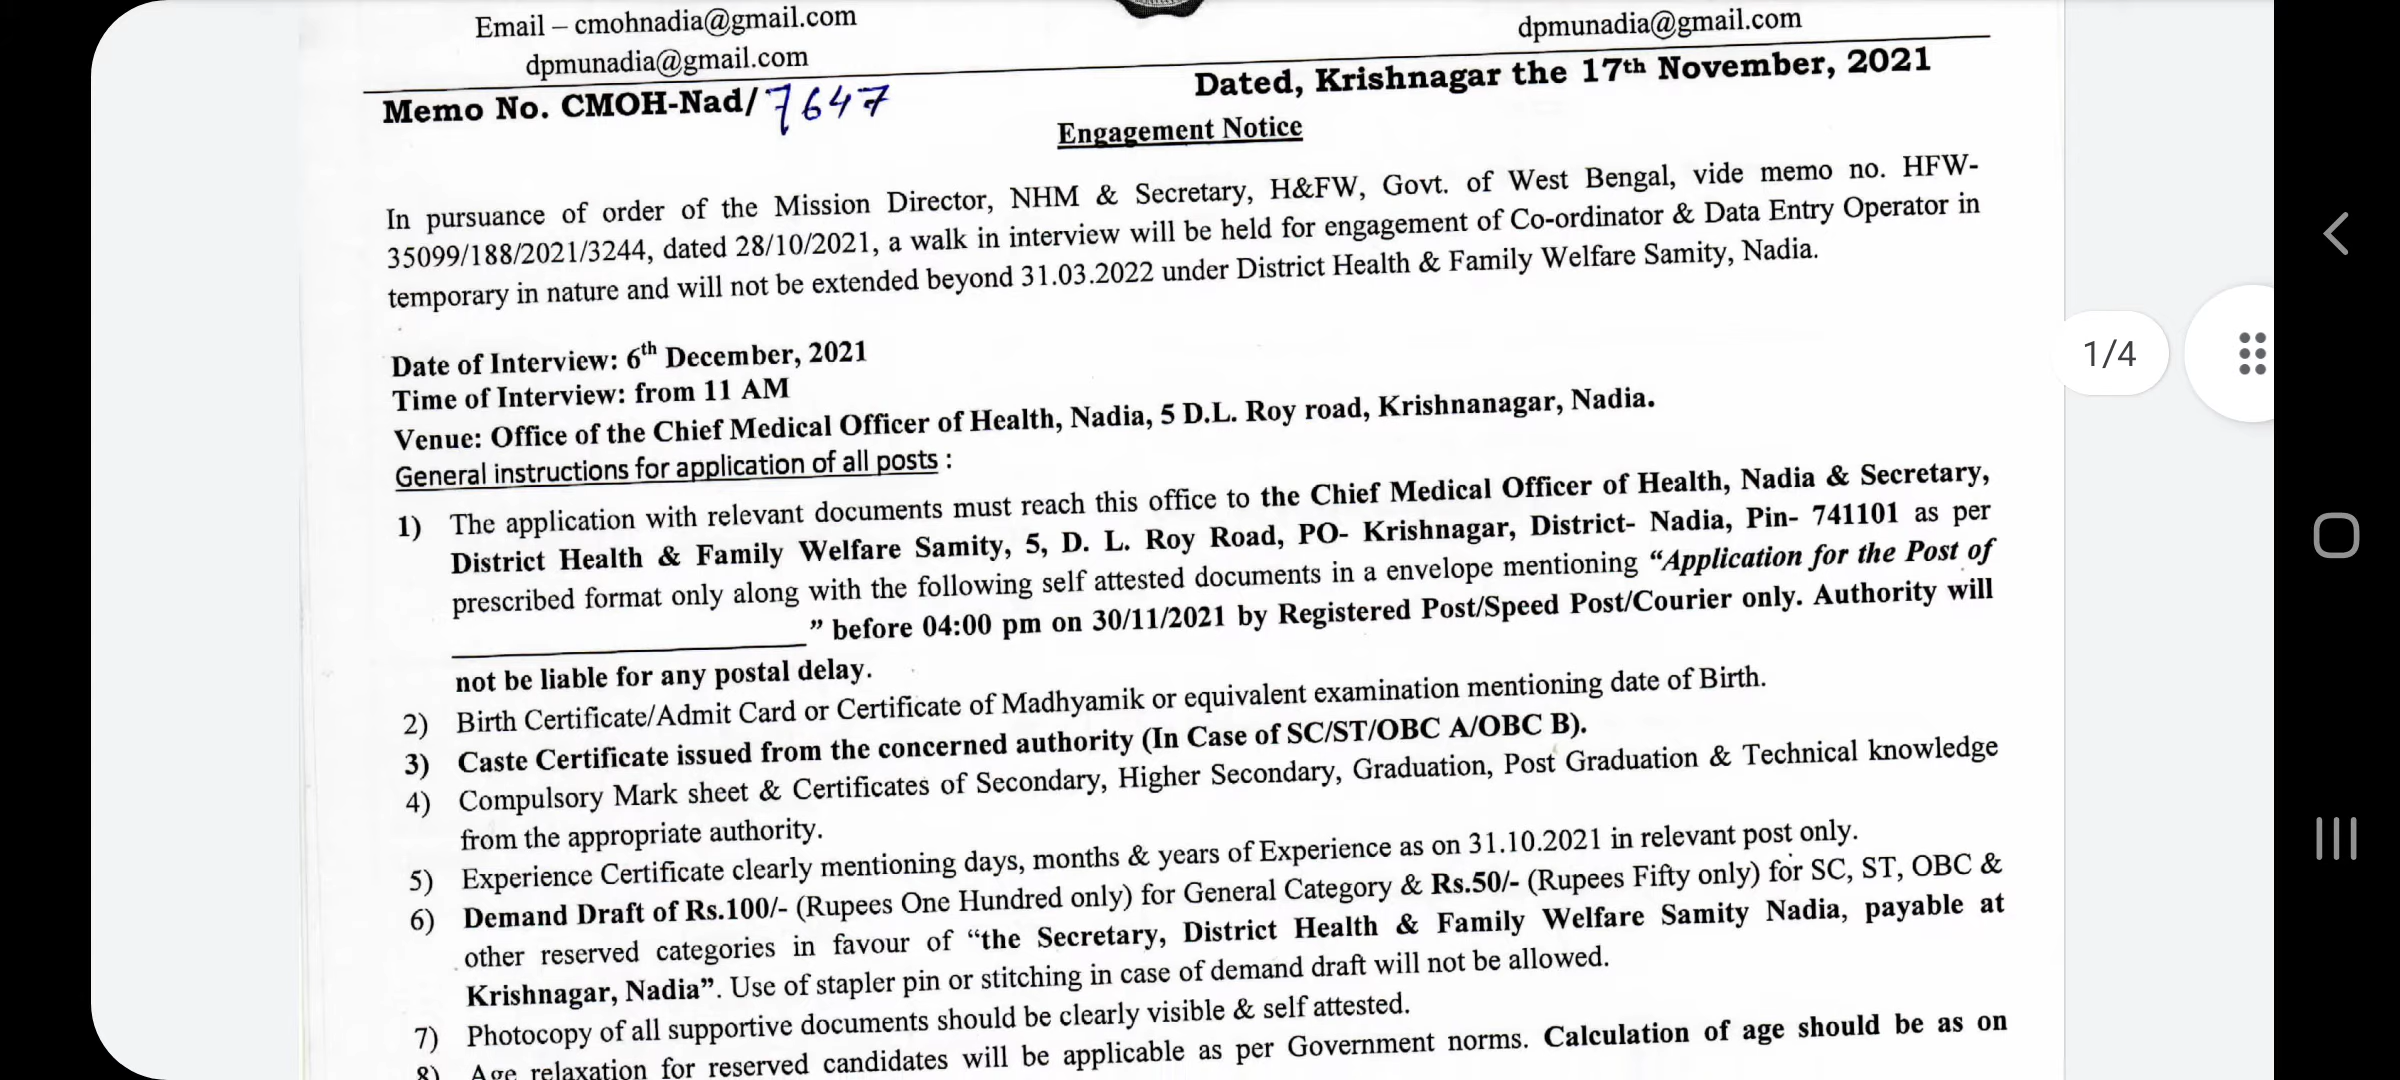 Email – cmohnadia@gmail.com
dpmunadia@gmail.com
dpmunadia@gmail.com
Memo No. CMOH-Nad/7647
Dated, Krishnagar the 17th November, 2021
Engagement Notice
In pursuance of order of the Mission Director, NHM & Secretary, H&FW, Govt. of West Bengal, vide memo no. HFW-
35099/188/2021/3244, dated 28/10/2021, a walk in interview will be held for engagement of Co-ordinator & Data Entry Operator in
temporary in nature and will not be extended beyond 31.03.2022 under District Health & Family Welfare Samity, Nadia.
Date of Interview: 6th December, 2021
Time of Interview: from 11 AM
Venue: Office of the Chief Medical Officer of Health, Nadia, 5 D.L. Roy road, Krishnanagar, Nadia.
General instructions for application of all posts :
1) The application with relevant documents must reach this office to the Chief Medical Officer of Health, Nadia & Secretary,
District Health & Family Welfare Samity, 5, D. L. Roy Road, PO- Krishnagar, District- Nadia, Pin- 741101 as per
prescribed format only along with the following self attested documents in a envelope mentioning “Application for the Post of
____________________” before 04:00 pm on 30/11/2021 by Registered Post/Speed Post/Courier only. Authority will
not be liable for any postal delay.
2) Birth Certificate/Admit Card or Certificate of Madhyamik or equivalent examination mentioning date of Birth.
3) Caste Certificate issued from the concerned authority (In Case of SC/ST/OBC A/OBC B).
4) Compulsory Mark sheet & Certificates of Secondary, Higher Secondary, Graduation, Post Graduation & Technical knowledge
from the appropriate authority.
5) Experience Certificate clearly mentioning days, months & years of Experience as on 31.10.2021 in relevant post only.
6) Demand Draft of Rs.100/- (Rupees One Hundred only) for General Category & Rs.50/- (Rupees Fifty only) for SC, ST, OBC &
other reserved categories in favour of “the Secretary, District Health & Family Welfare Samity Nadia, payable at
Krishnagar, Nadia”. Use of stapler pin or stitching in case of demand draft will not be allowed.
7) Photocopy of all supportive documents should be clearly visible & self attested.
8) Age relaxation for reserved candidates will be applicable as per Government norms. Calculation of age should be as on
1/4